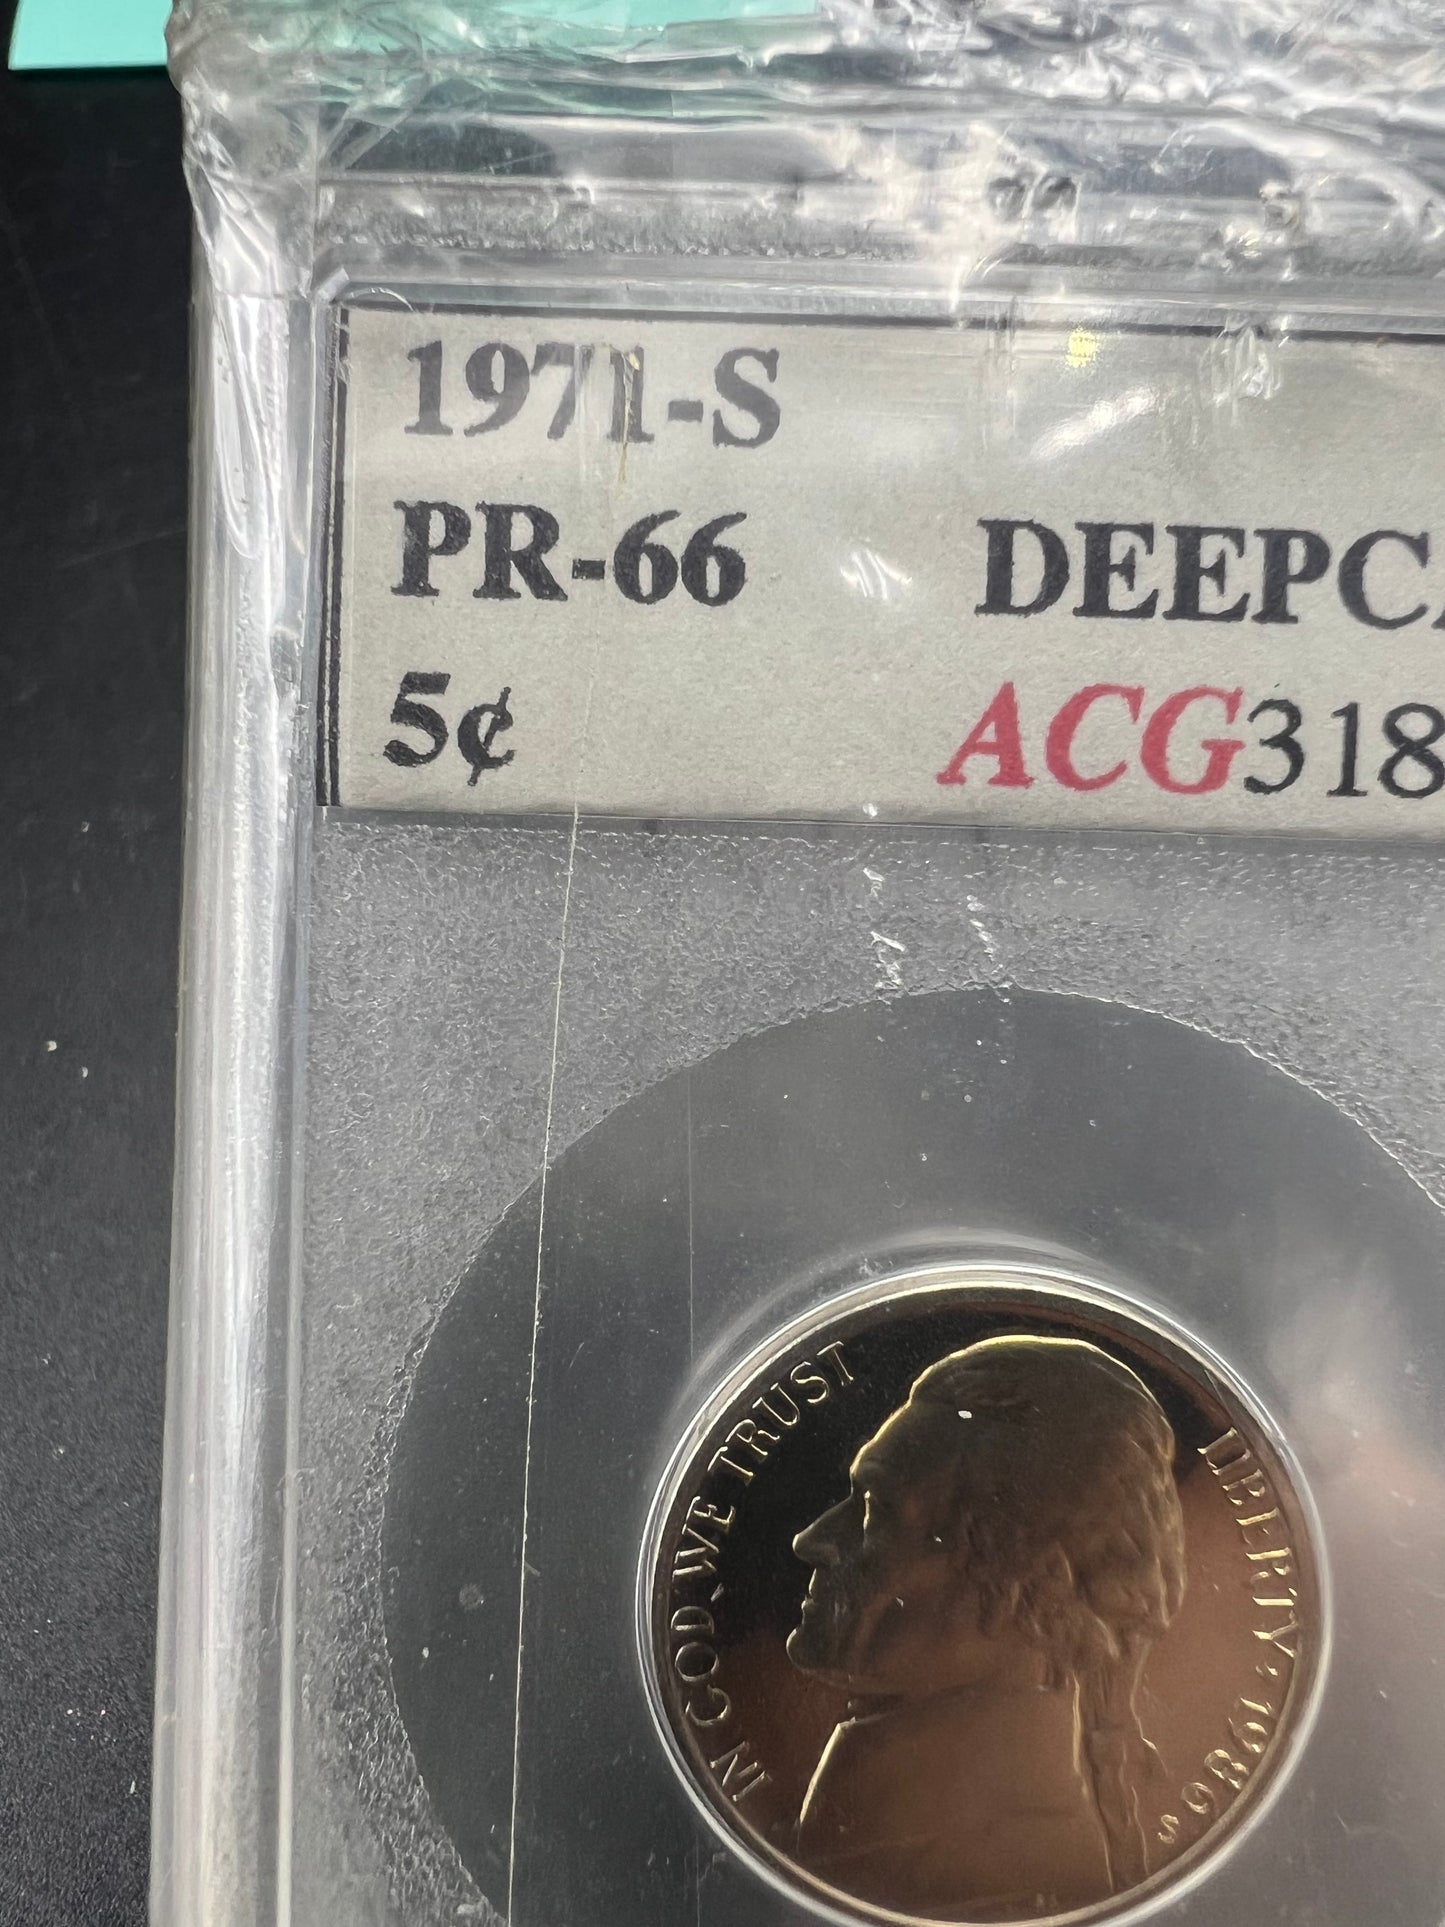 1971-S
PR-66 DEEPCA
5¢ ACG318
IN GOD WE TRUST
LIBERTY · 1986
S